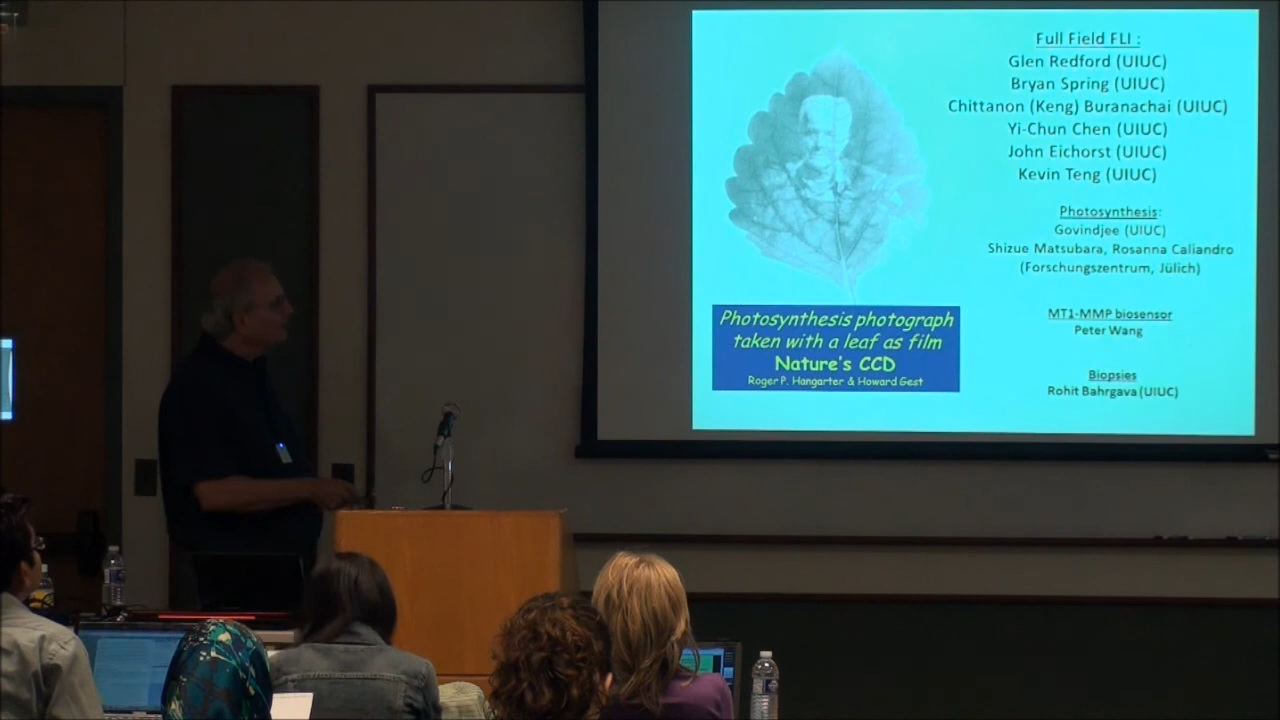 Full Field FLI :
Glen Redford (UIUC)
Bryan Spring (UIUC)
Chittanon (Keng) Buranachai (UIUC)
Yi-Chun Chen (UIUC)
John Eichorst (UIUC)
Kevin Teng (UIUC)
Photosynthesis:
Govindjee (UIUC)
Shizue Matsubara, Rosanna Caliandro
(Forschungszentrum, Jülich)
MT1-MMP biosensor
Peter Wang
Biopsies
Rohit Bahrgava (UIUC)
Photosynthesis photograph
taken with a leaf as film
Nature's CCD
Roger P. Hangarter & Howard Gest